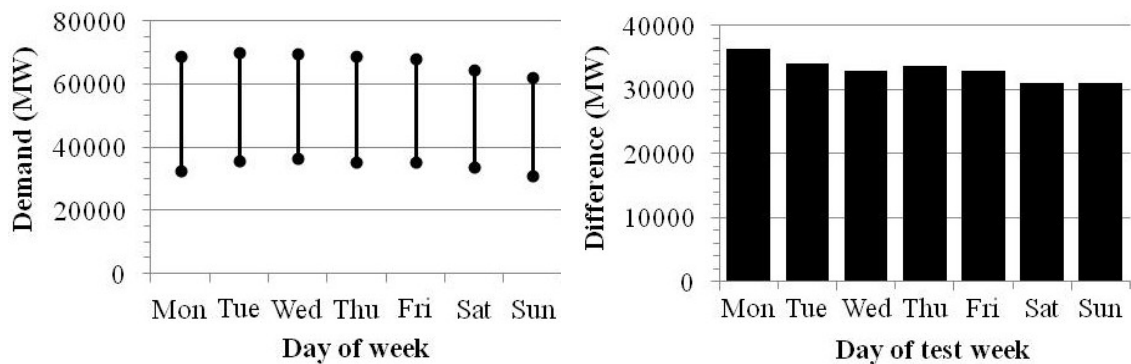 Demand (MW)
80000
60000
40000
20000
0
Mon Tue Wed Thu Fri Sat Sun
Day of week
Difference (MW)
40000
30000
20000
10000
0
Mon Tue Wed Thu Fri Sat Sun
Day of test week